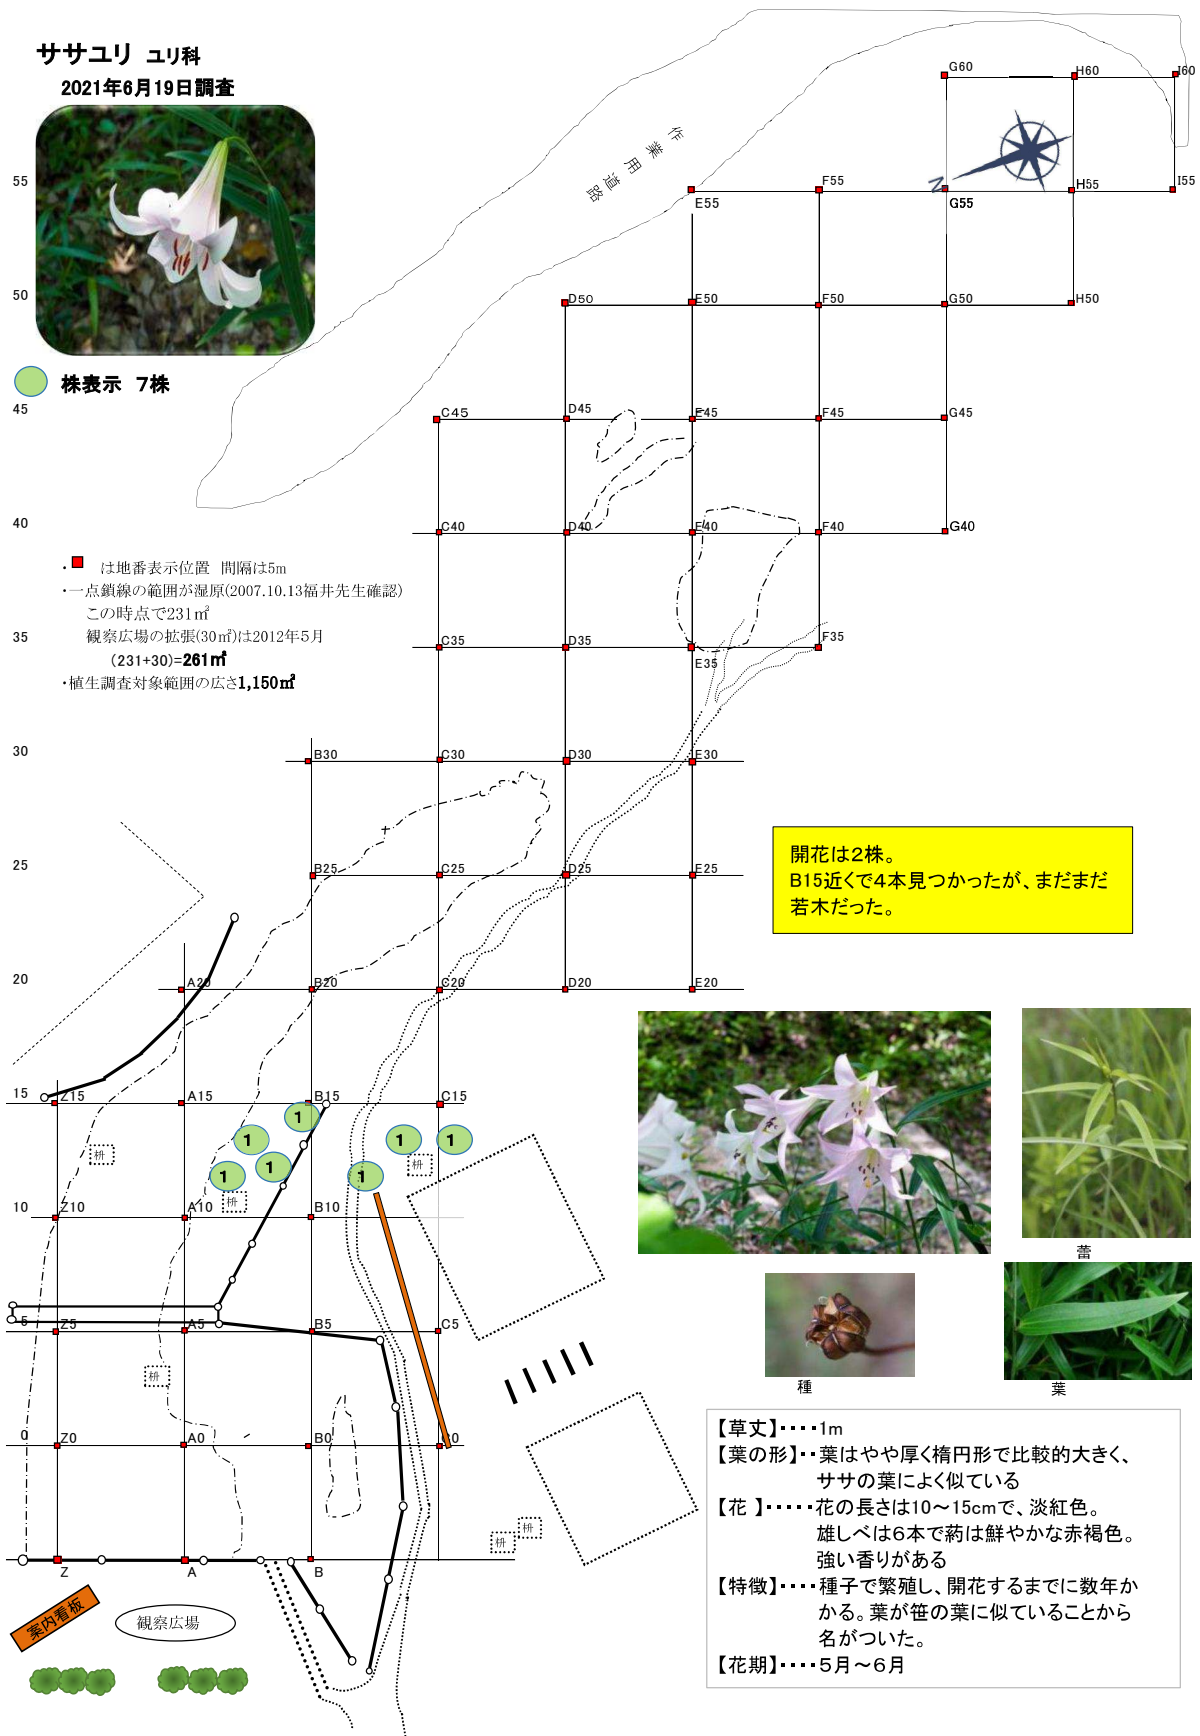 ササユリ ユリ科
2021年6月19日調査
株表示 7株
作業用道路
55
50
45
40
35
30
25
20
15
10
5
0
・ は地番表示位置 間隔は5m
・一点鎖線の範囲が湿原(2007.10.13福井先生確認)
この時点で231㎡
観察広場の拡張(30㎡)は2012年5月
(231+30)=261㎡
・植生調査対象範囲の広さ1,150㎡
G60 H60 I60
N
E55 F55 G55 H55 I55
D50 E50 F50 G50 H50
C45 D45 E45 F45 G45
C40 D40 E40 F40 G40
C35 D35 E35 F35
B30 C30 D30 E30
B25 C25 D25 E25
A20 B20 C20 D20 E20
Z15 A15 B15 C15
1 1 1 1 1 1 1
枡 枡 枡
Z10 A10 B10
Z5 A5 B5 C5
枡
Z0 A0 B0 C0
枡 枡
Z A B
案内看板
観察広場
開花は2株。
B15近くで4本見つかったが、まだまだ
若木だった。
蕾
種
葉
【草丈】････1m
【葉の形】･･葉はやや厚く楕円形で比較的大きく、
ササの葉によく似ている
【花 】･････花の長さは10～15cmで、淡紅色。
雄しべは6本で葯は鮮やかな赤褐色。
強い香りがある
【特徴】････種子で繁殖し、開花するまでに数年か
かる。葉が笹の葉に似ていることから
名がついた。
【花期】････5月～6月